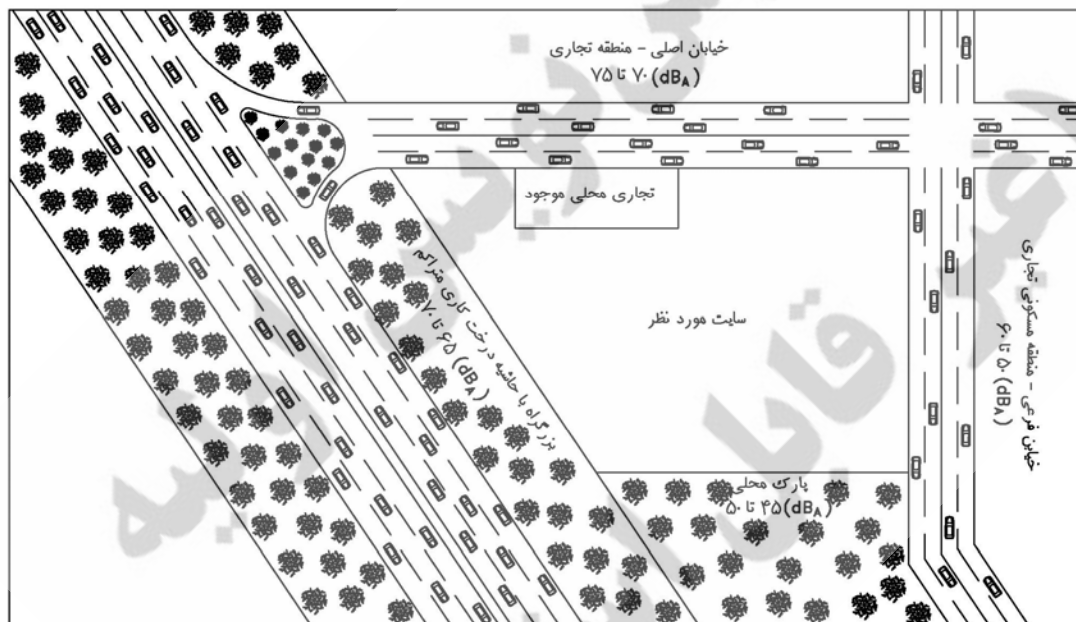 خیابان اصلی - منطقه تجاری
۷۰ تا ۷۵ (dBA)
تجاری محلی موجود
سایت مورد نظر
بزرگراه با حاشیه درخت کاری متراکم
۶۵ تا ۷۰ (dBA)
خیابن فرعی - منطقه مسکونی تجاری
۵۰ تا ۶۰ (dBA)
پارک محلی
۴۵ تا ۵۰ (dBA)